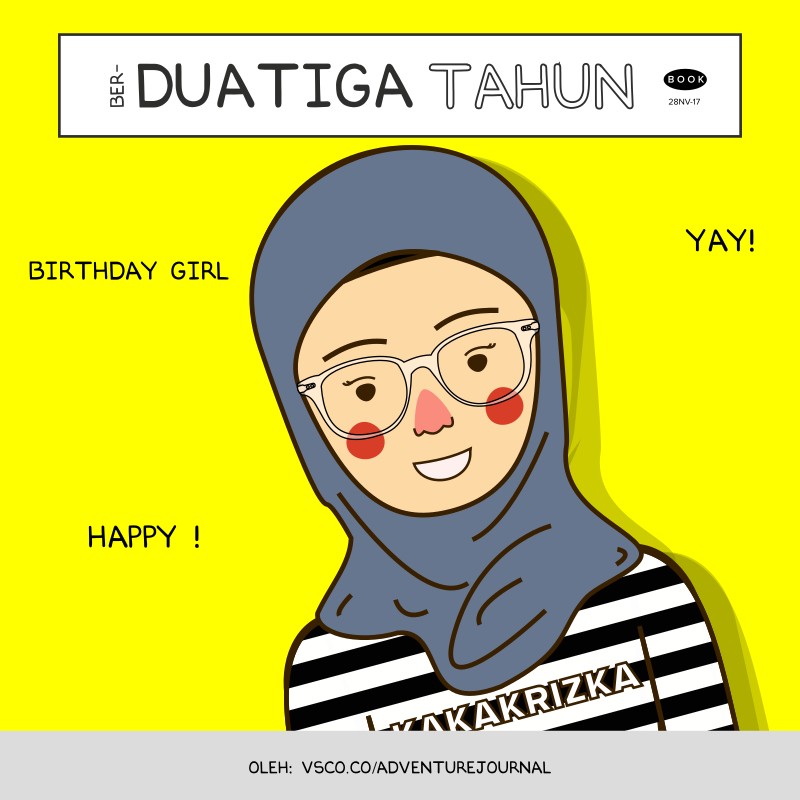 BER- DUATIGA TAHUN
BOOK
28NV-17
YAY!
BIRTHDAY GIRL
HAPPY !
KAKAKRIZKA
OLEH: VSCO.CO/ADVENTUREJOURNAL